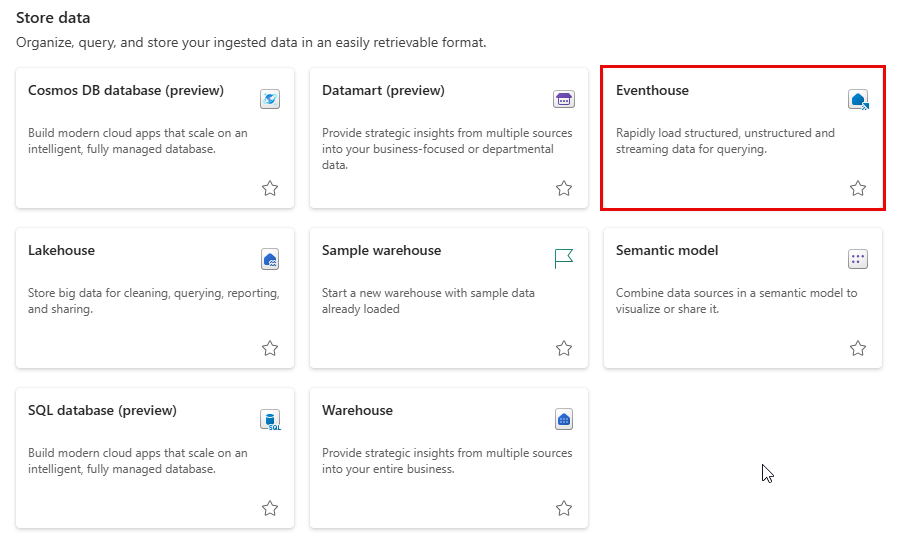 Store data
Organize, query, and store your ingested data in an easily retrievable format.
Cosmos DB database (preview)
Build modern cloud apps that scale on an
intelligent, fully managed database.
Datamart (preview)
Provide strategic insights from multiple sources
into your business-focused or departmental
data.
Eventhouse
Rapidly load structured, unstructured and
streaming data for querying.
Lakehouse
Store big data for cleaning, querying, reporting,
and sharing.
Sample warehouse
Start a new warehouse with sample data
already loaded
Semantic model
Combine data sources in a semantic model to
visualize or share it.
SQL database (preview)
SQL
Build modern cloud apps that scale on an
intelligent, fully managed database.
Warehouse
Provide strategic insights from multiple sources
into your entire business.